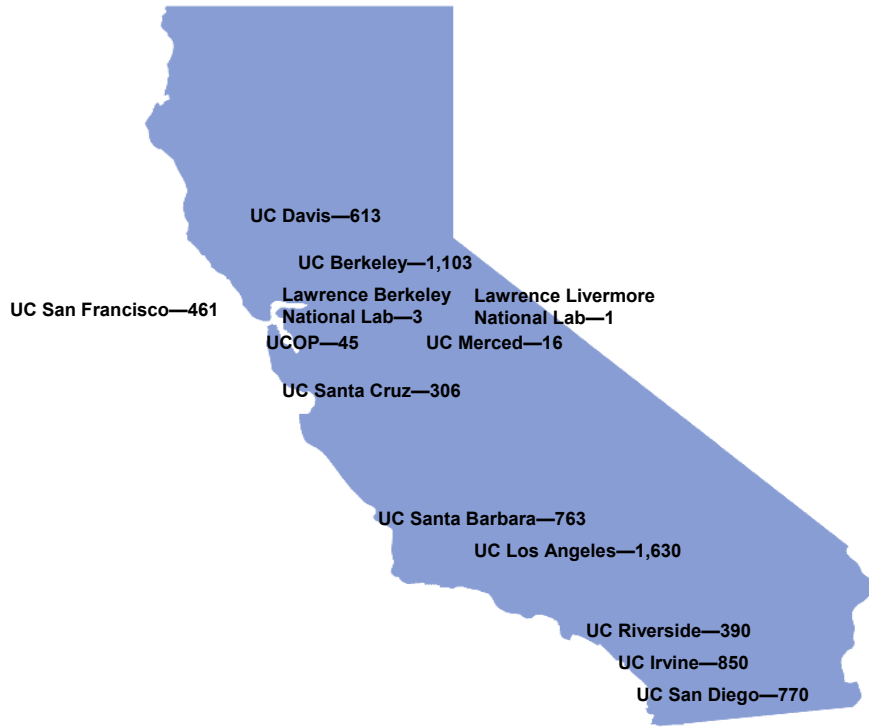 UC Davis—613
UC Berkeley—1,103
UC San Francisco—461
Lawrence Berkeley
National Lab—3
Lawrence Livermore
National Lab—1
UCOP—45
UC Merced—16
UC Santa Cruz—306
UC Santa Barbara—763
UC Los Angeles—1,630
UC Riverside—390
UC Irvine—850
UC San Diego—770